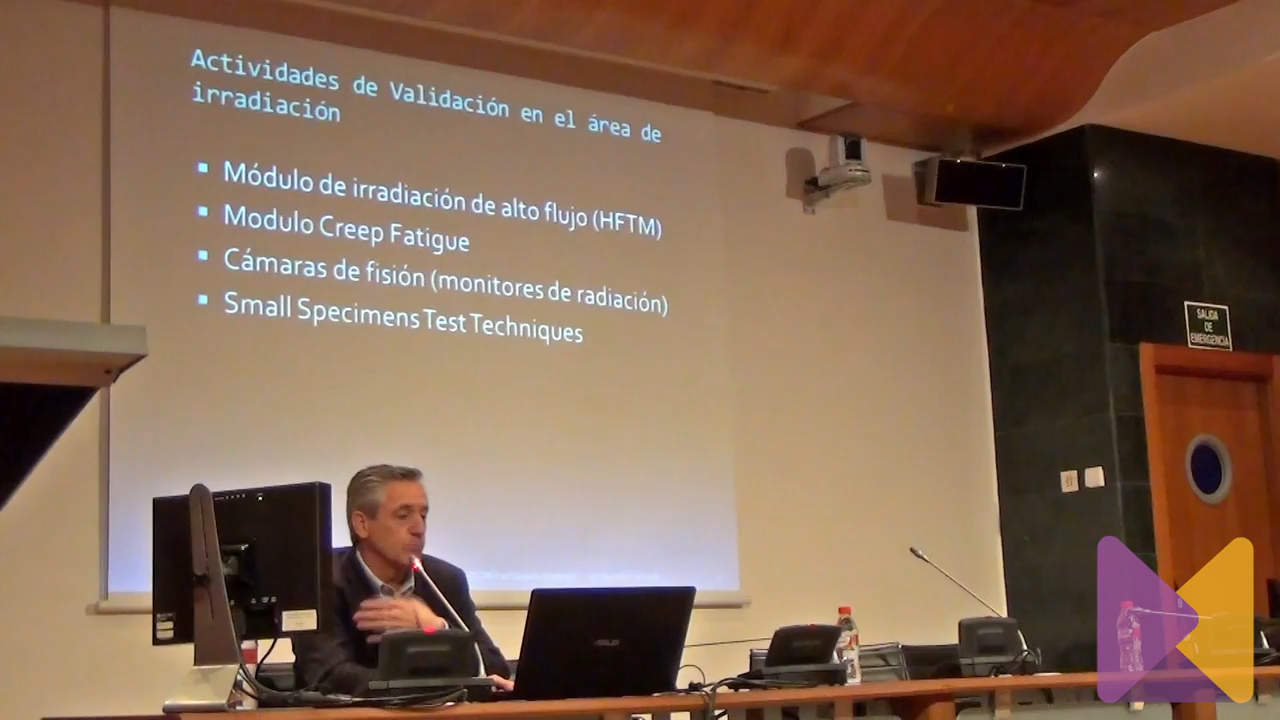 Actividades de Validación en el área de
irradiación
▪ Módulo de irradiación de alto flujo (HFTM)
▪ Modulo Creep Fatigue
▪ Cámaras de fisión (monitores de radiación)
▪ Small Specimens Test Techniques
SALIDA
DE
EMERGENCIA
ASUS